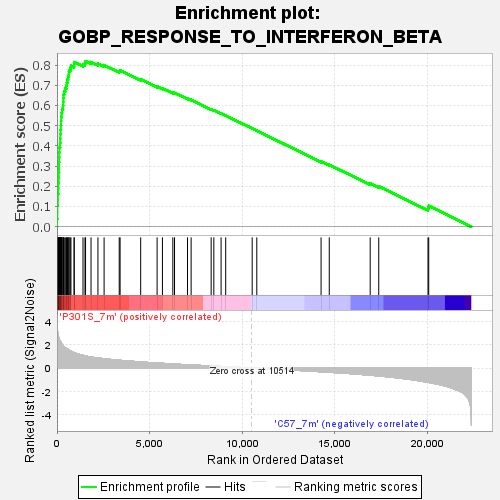 Enrichment plot:
GOBP_RESPONSE_TO_INTERFERON_BETA
Enrichment score (ES)
0.8
0.7
0.6
0.5
0.4
0.3
0.2
0.1
0.0
'P301S_7m' (positively correlated)
Ranked list metric (Signal2Noise)
4
2
0
-2
-4
Zero cross at 10514
'C57_7m' (negatively correlated)
0 5,000 10,000 15,000 20,000
Rank in Ordered Dataset
Enrichment profile Hits Ranking metric scores